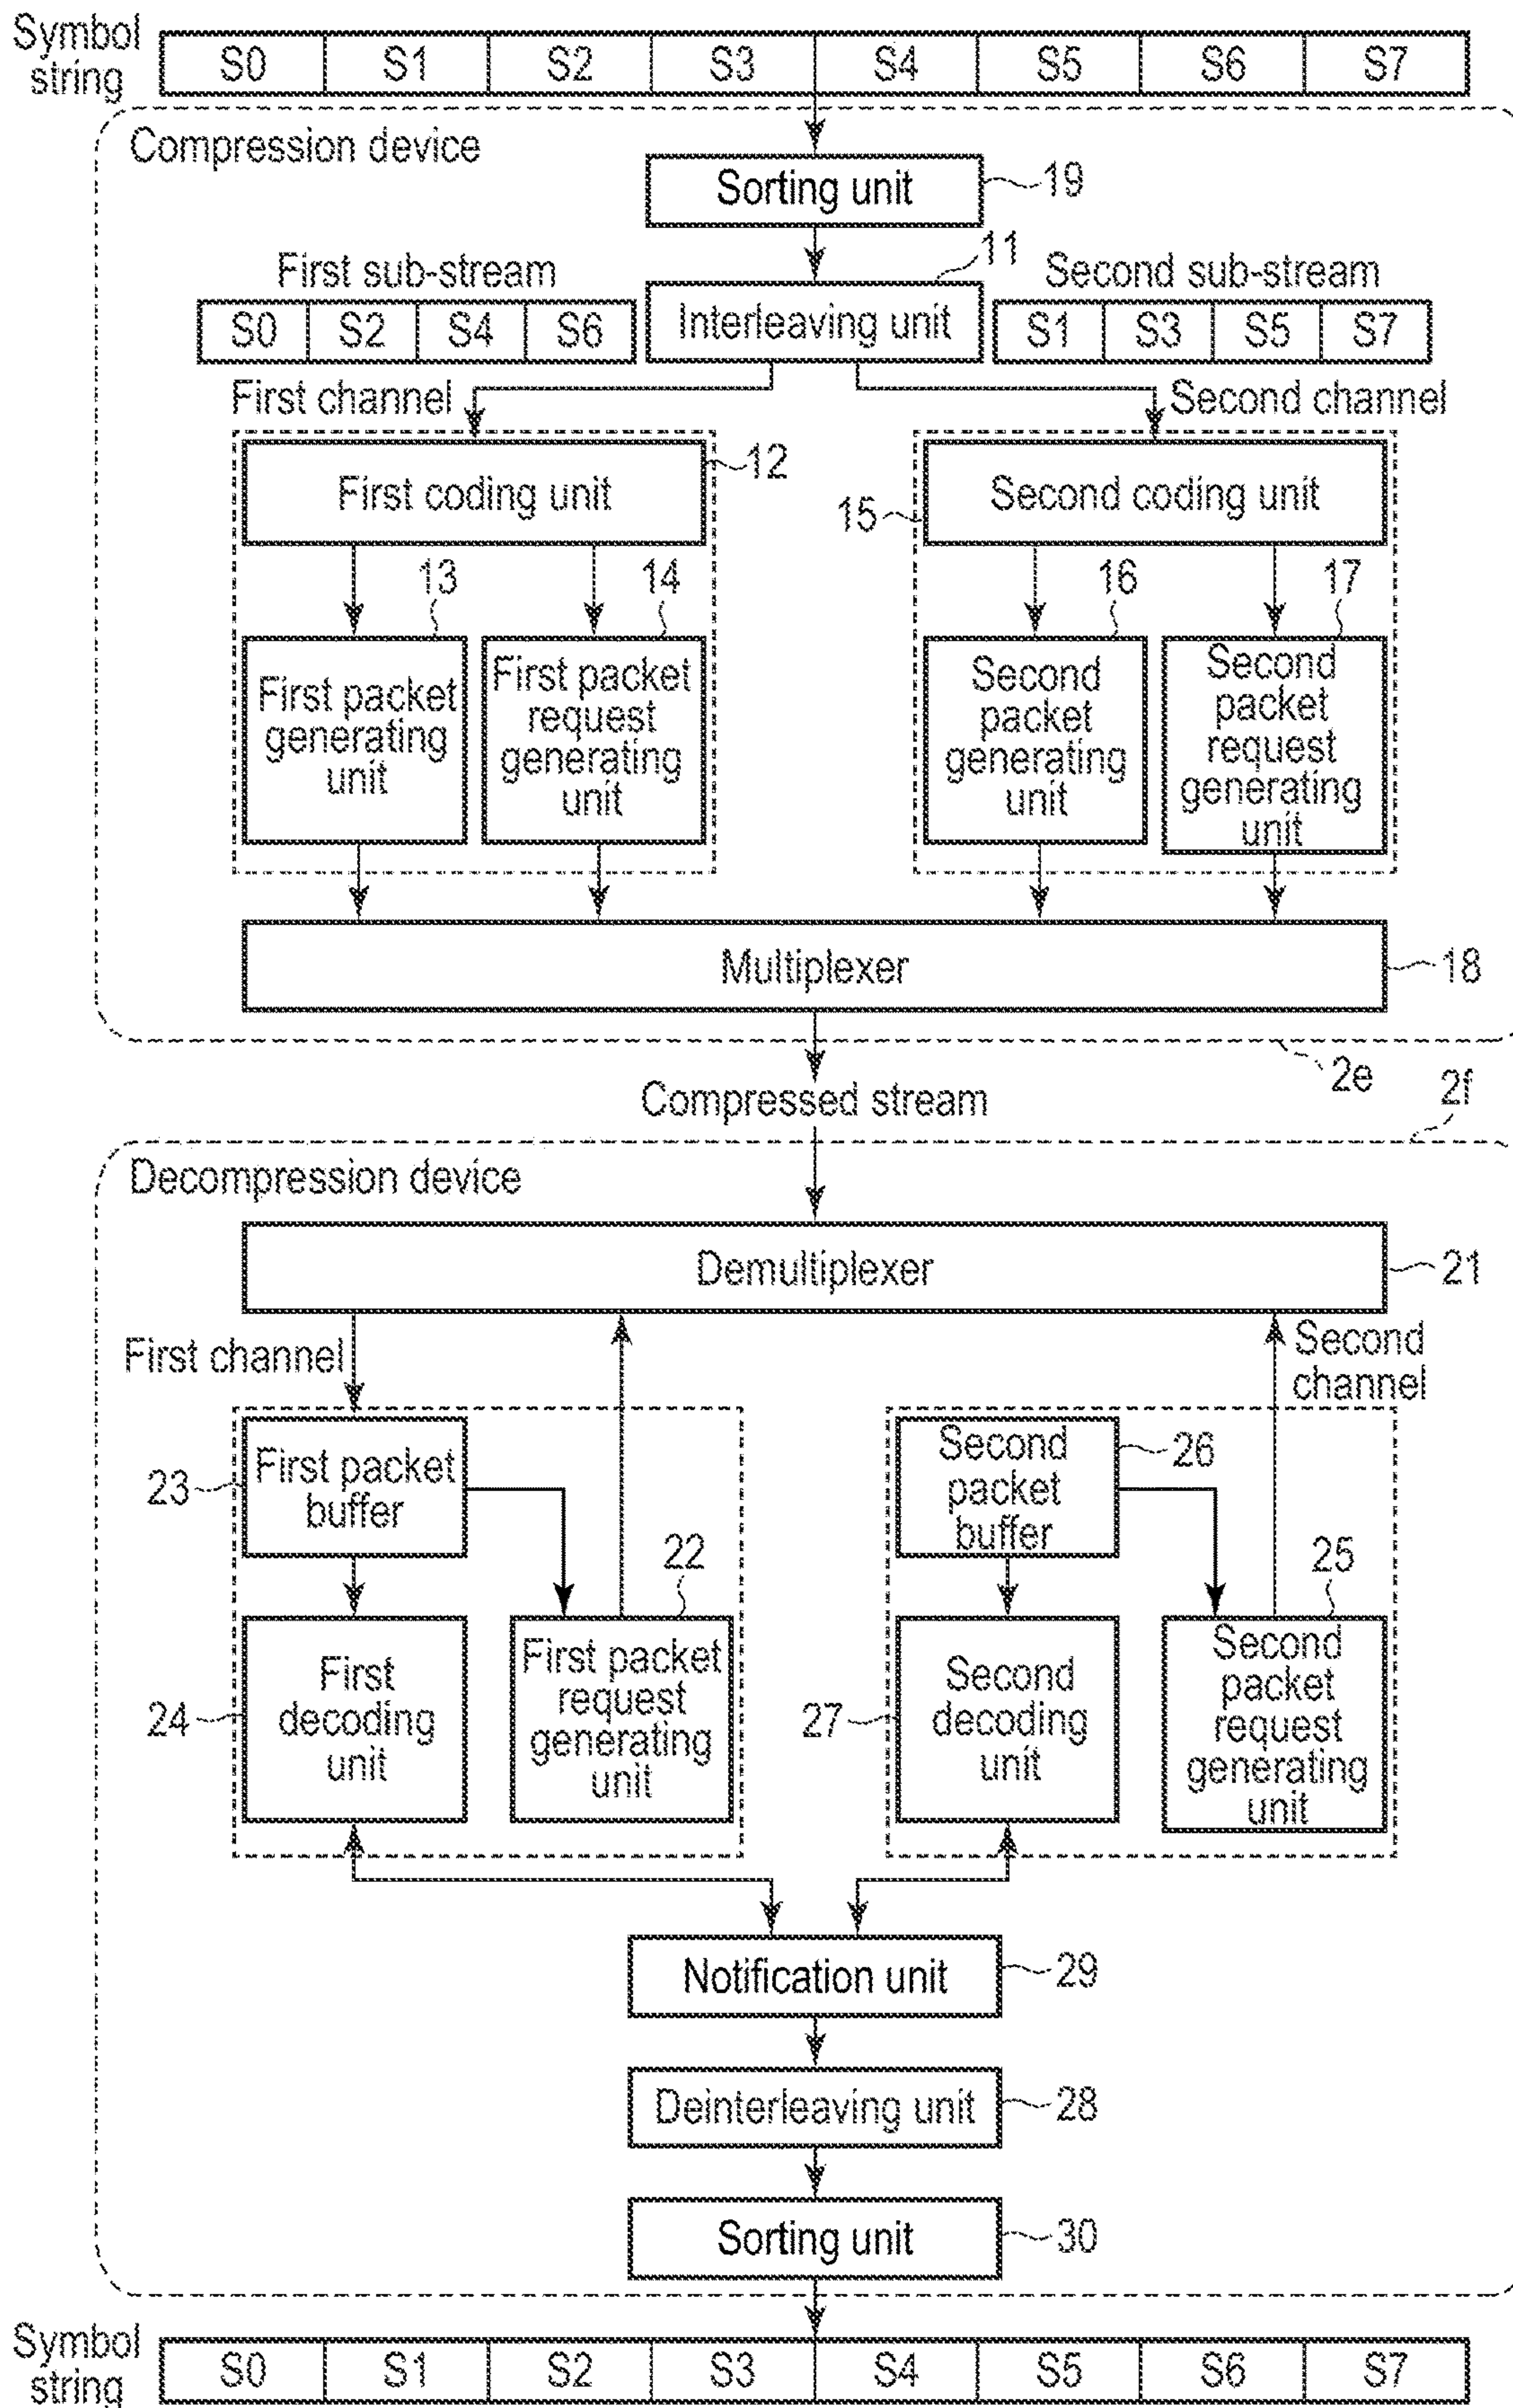 Symbol
string
S0 S1 S2 S3 S4 S5 S6 S7
Compression device
Sorting unit
19
11
First sub-stream
S0 S2 S4 S6
Interleaving unit
Second sub-stream
S1 S3 S5 S7
First channel
Second channel
First coding unit
12
Second coding unit
15
13
14
16
17
First packet
generating
unit
First packet
request
generating
unit
Second
packet
generating
unit
Second
packet
request
generating
unit
Multiplexer
18
2e
Compressed stream
2f
Decompression device
Demultiplexer
21
First channel
Second
channel
First packet
buffer
23
Second
packet
buffer
26
22
25
First
decoding
unit
24
First packet
request
generating
unit
Second
decoding
unit
27
Second
packet
request
generating
unit
Notification unit
29
Deinterleaving unit
28
Sorting unit
30
Symbol
string
S0 S1 S2 S3 S4 S5 S6 S7